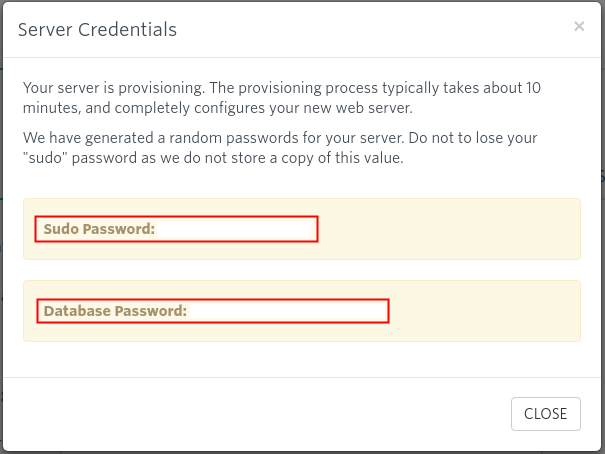 Server Credentials
×
Your server is provisioning. The provisioning process typically takes about 10
minutes, and completely configures your new web server.
We have generated a random passwords for your server. Do not to lose your
"sudo" password as we do not store a copy of this value.
Sudo Password:
Database Password:
CLOSE